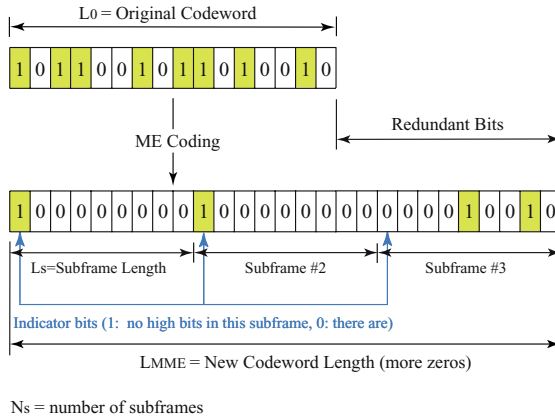 L0 = Original Codeword
1 0 1 1 0 0 1 0 1 1 0 1 0 0 1 0
Redundant Bits
ME Coding
1 0 0 0 0 0 0 0 0 1 0 0 0 0 0 0 0 0 0 0 0 0 1 0 0 1 0
Ls=Subframe Length Subframe #2 Subframe #3
Indicator bits (1: no high bits in this subframe, 0: there are)
LMME = New Codeword Length (more zeros)
Ns = number of subframes